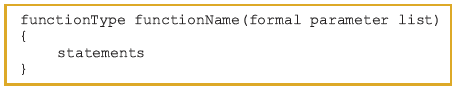 functionType functionName(formal parameter list)
{
statements
}